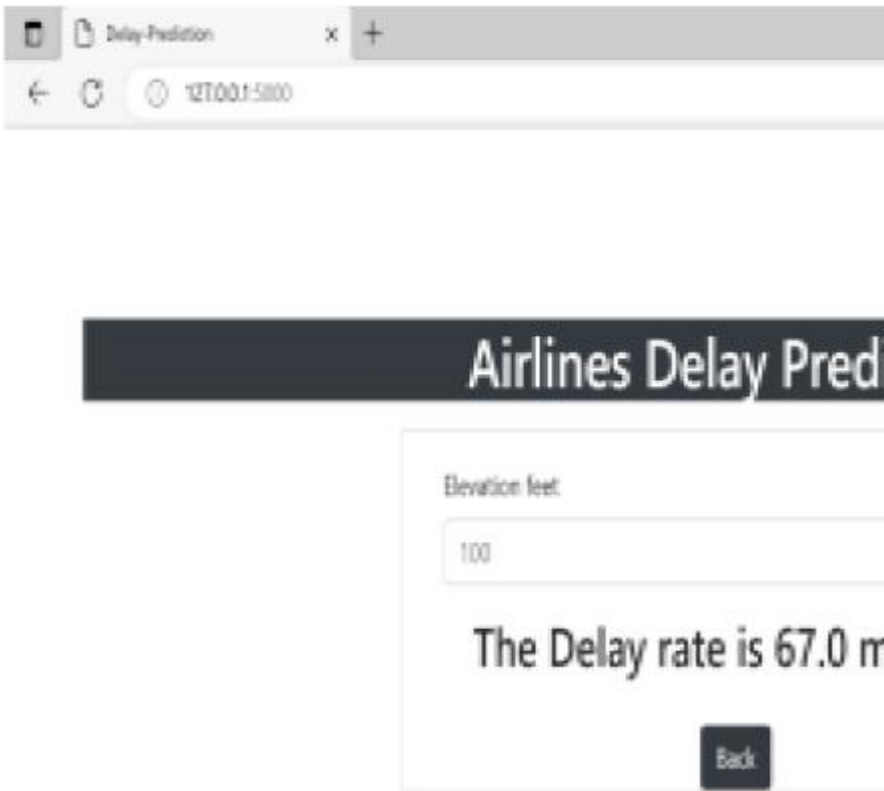 Delay-Prediction
127.0.0.1:5000
Airlines Delay Predi
Elevation feet
100
The Delay rate is 67.0 m
Back